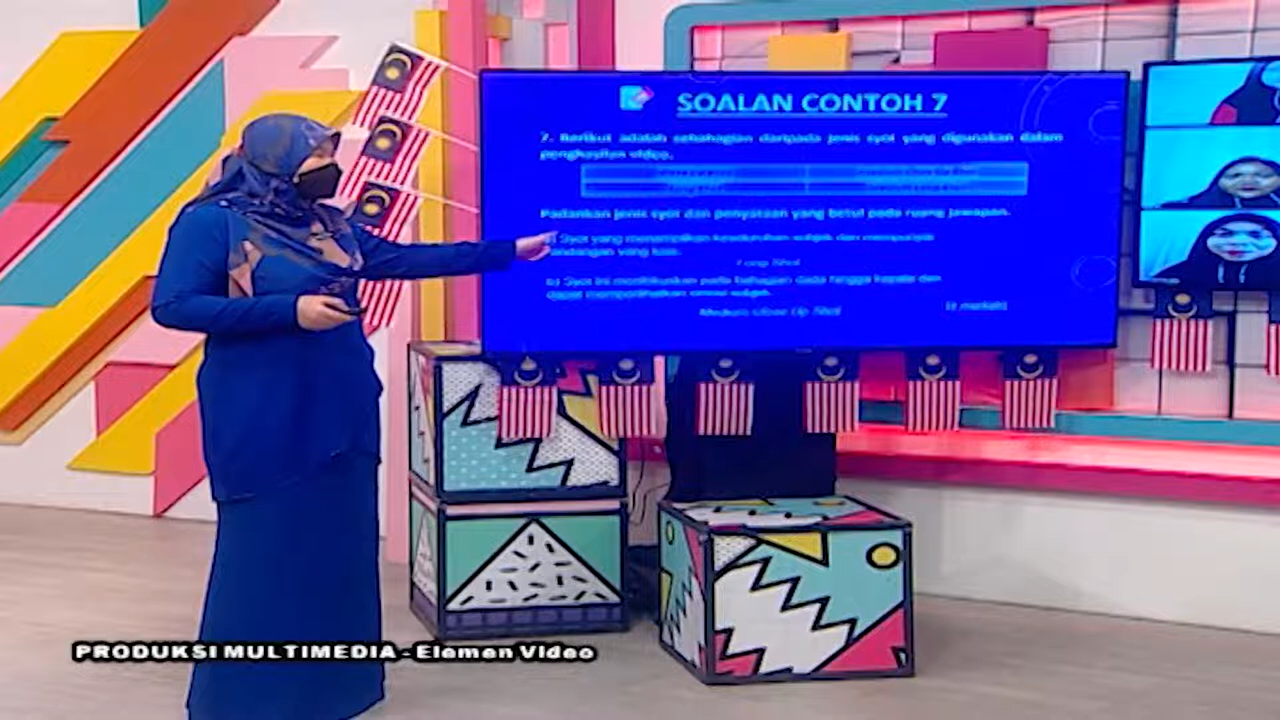 SOALAN CONTOH 7
7. Berikut adalah sebahagian daripada jenis syot yang digunakan dalam
penghasilan video.
Padankan jenis syot dan penyataan yang betul pada ruang jawapan.
Syot yang menampilkan keseluruhan subjek dan mempunyai
pandangan yang luas.
Long Shot
b) Syot ini menfokuskan pada bahagian dada hingga kepala dan
dapat memperlihatkan emosi subjek.
Medium Close Up Shot
PRODUKSI MULTIMEDIA - Elemen Video